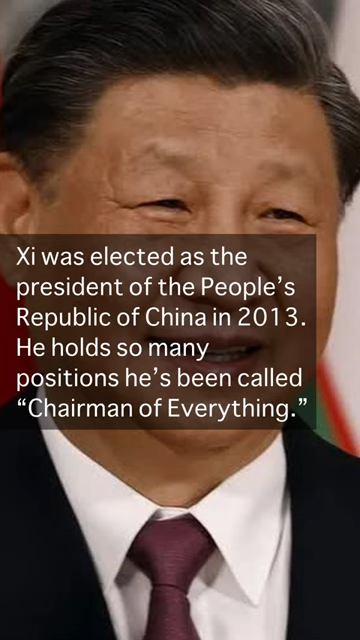 Xi was elected as the
president of the People’s
Republic of China in 2013.
He holds so many
positions he’s been called
“Chairman of Everything.”